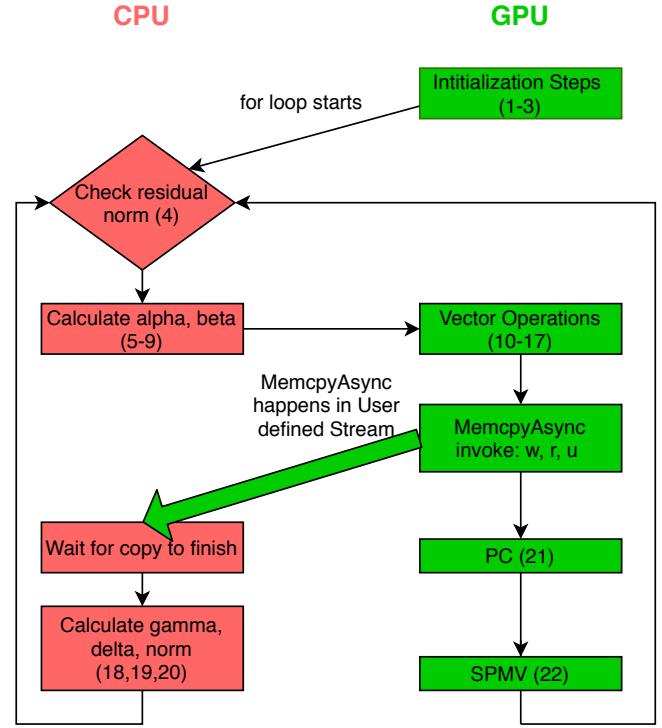 CPU
GPU
Intitialization Steps
(1-3)
for loop starts
Check residual
norm (4)
Calculate alpha, beta
(5-9)
Vector Operations
(10-17)
MemcpyAsync
happens in User
defined Stream
MemcpyAsync
invoke: w, r, u
Wait for copy to finish
PC (21)
Calculate gamma,
delta, norm
(18,19,20)
SPMV (22)